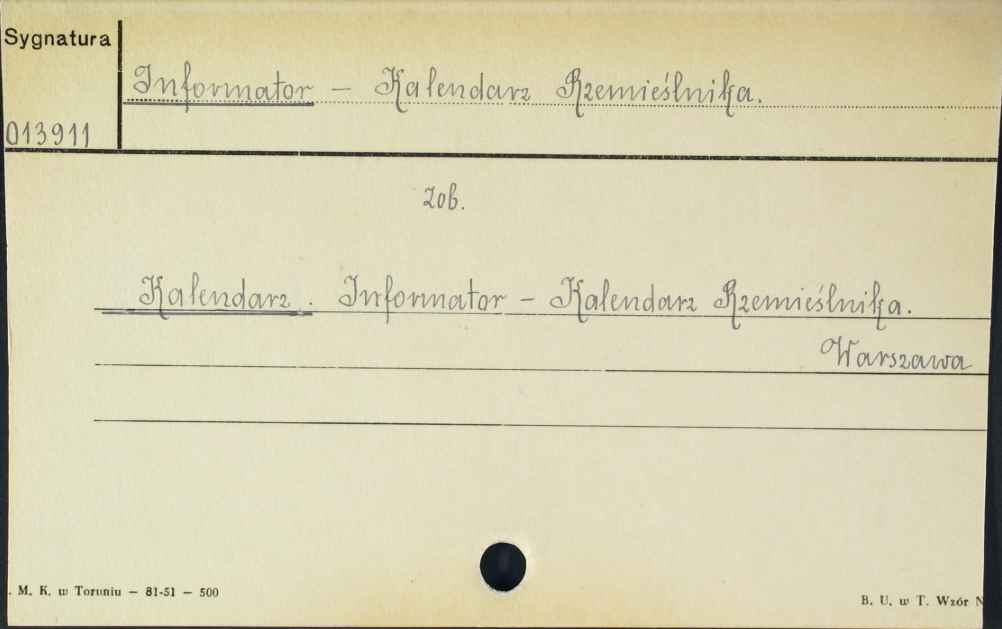 Sygnatura
Informator - Kalendarz Rzemieślnika.
013911
zob.
Kalendarz. Informator - Kalendarz Rzemieślnika.
Warszawa
. M. K. w Toruniu — 81-51 — 500
B. U. w T. Wzór N